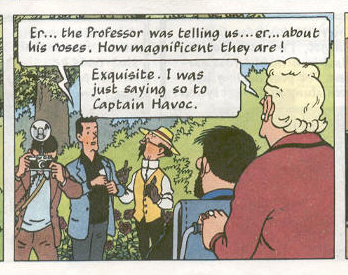 Er... the Professor was telling us...er...about
his roses. How magnificent they are!
Exquisite. I was
just saying so to
Captain Havoc.